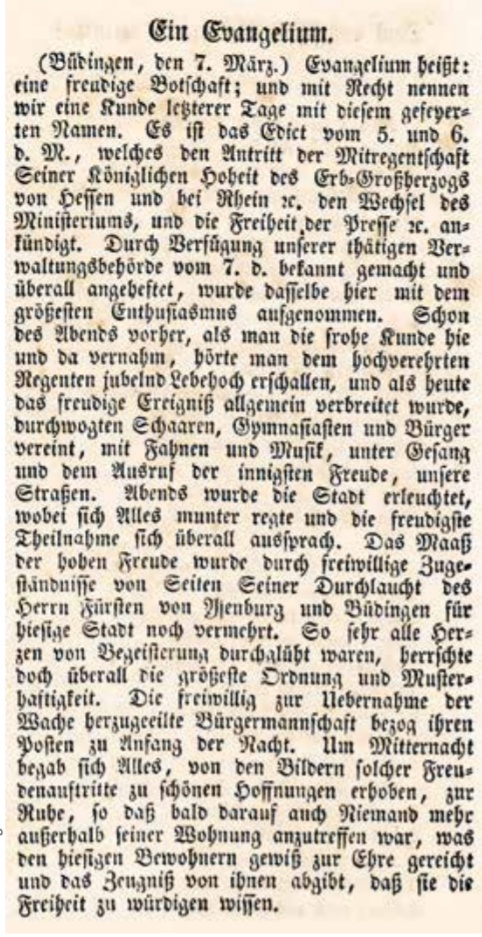 Ein Evangelium.
(Büdingen, den 7. März.) Evangelium heißt:
eine freudige Botschaft; und mit Recht nennen
wir eine Kunde letzterer Tage mit diesem gefeyer-
ten Namen. Es ist das Edict vom 5. und 6.
d. M., welches den Antritt der Mitregentschaft
Seiner Königlichen Hoheit des Erb-Großherzogs
von Hessen und bei Rhein ꝛc. den Wechsel des
Ministeriums, und die Freiheit der Presse ꝛc. an-
kündigt. Durch Verfügung unserer thätigen Ver-
waltungsbehörde vom 7. d. bekannt gemacht und
überall angeheftet, wurde dasselbe hier mit dem
größesten Enthusiasmus aufgenommen. Schon
des Abends vorher, als man die frohe Kunde hie
und da vernahm, hörte man dem hochverehrten
Regenten jubelnd Lebehoch erschallen, und als heute
das freudige Ereigniß allgemein verbreitet wurde,
durchwogten Schaaren, Gymnasiasten und Bürger
vereint, mit Fahnen und Musik, unter Gesang
und dem Ausruf der innigsten Freude, unsere
Straßen. Abends wurde die Stadt erleuchtet,
wobei sich Alles munter regte und die freudigste
Theilnahme sich überall aussprach. Das Maaß
der hohen Freude wurde durch freiwillige Zuge-
ständnisse von Seiten Seiner Durchlaucht des
Herrn Fürsten von Ysenburg und Büdingen für
hiesige Stadt noch vermehrt. So sehr alle Her-
zen von Begeisterung durchglüht waren, herrschte
doch überall die größeste Ordnung und Muster-
haftigkeit. Die freiwillig zur Uebernahme der
Wache herzugeeilte Bürgermannschaft bezog ihren
Posten zu Anfang der Nacht. Um Mitternacht
begab sich Alles, von den Bildern solcher Freu-
denauftritte zu schönen Hoffnungen erhoben, zur
Ruhe, so daß bald darauf auch Niemand mehr
außerhalb seiner Wohnung anzutreffen war, was
den hiesigen Bewohnern gewiß zur Ehre gereicht
und das Zeugniß von ihnen abgibt, daß sie die
Freiheit zu würdigen wissen.